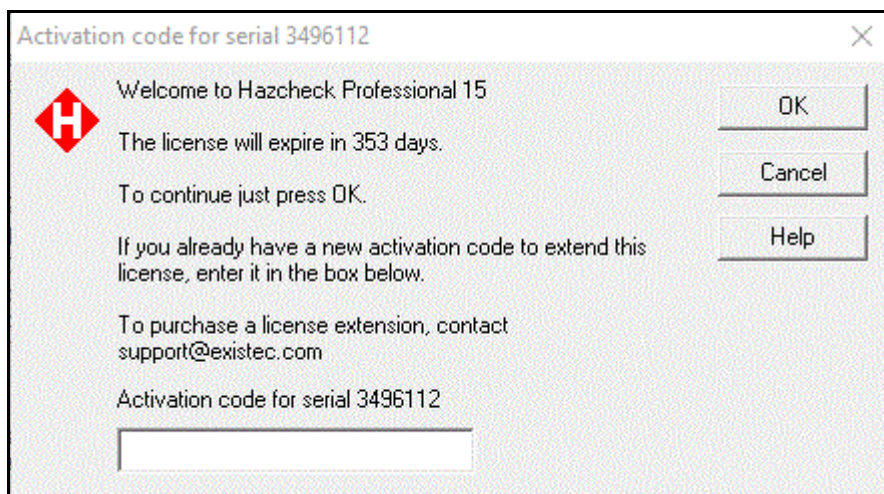 Activation code for serial 3496112
Welcome to Hazcheck Professional 15
OK
The license will expire in 353 days.
Cancel
To continue just press OK.
Help
If you already have a new activation code to extend this
license, enter it in the box below.
To purchase a license extension, contact
support@existec.com
Activation code for serial 3496112
H